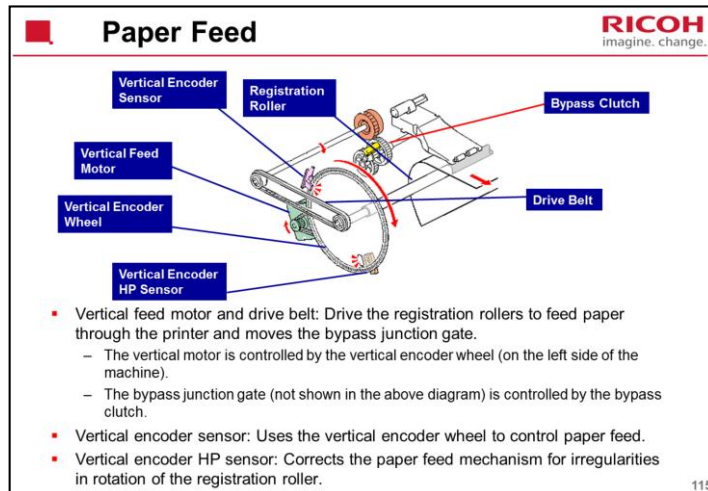 Paper Feed
RICOH
imagine. change.
Vertical Encoder
Sensor
Registration
Roller
Bypass Clutch
Vertical Feed
Motor
Vertical Encoder
Wheel
Drive Belt
Vertical Encoder
HP Sensor
▪ Vertical feed motor and drive belt: Drive the registration rollers to feed paper
through the printer and moves the bypass junction gate.
– The vertical motor is controlled by the vertical encoder wheel (on the left side of the
machine).
– The bypass junction gate (not shown in the above diagram) is controlled by the bypass
clutch.
▪ Vertical encoder sensor: Uses the vertical encoder wheel to control paper feed.
▪ Vertical encoder HP sensor: Corrects the paper feed mechanism for irregularities
in rotation of the registration roller.
115